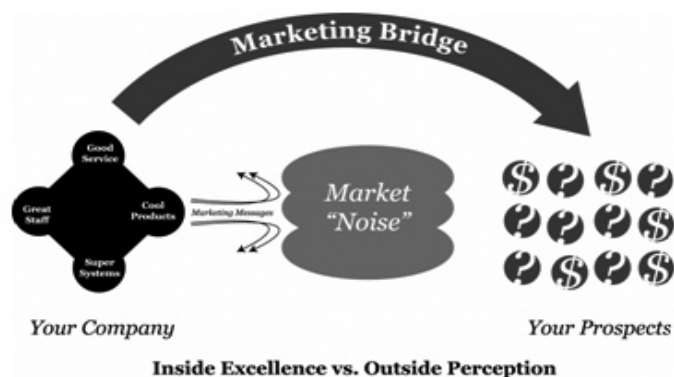 Marketing Bridge
Good
Service
Great
Staff
Cool
Products
Super
Systems
Marketing Messages
Market
“Noise”
$ ? $ ?
? ? ? $
? $ ? $
Your Company
Your Prospects
Inside Excellence vs. Outside Perception